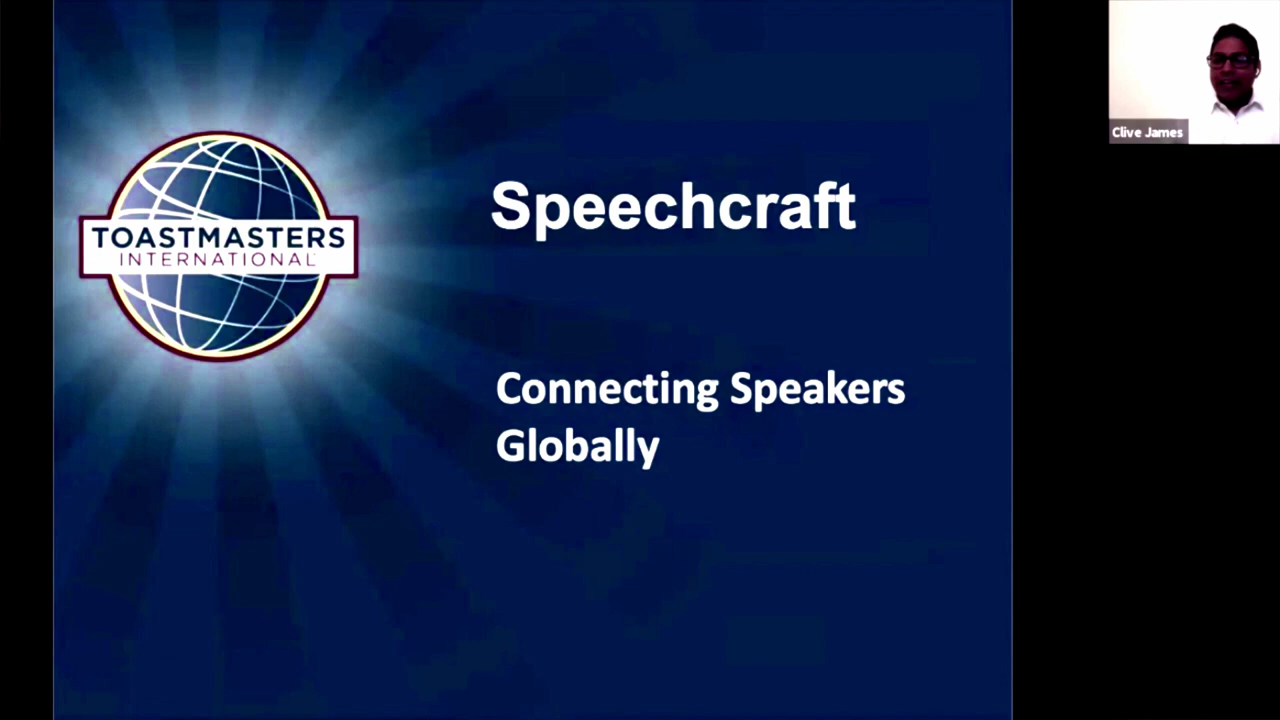 TOASTMASTERS
INTERNATIONAL
Speechcraft
Connecting Speakers
Globally
Clive James